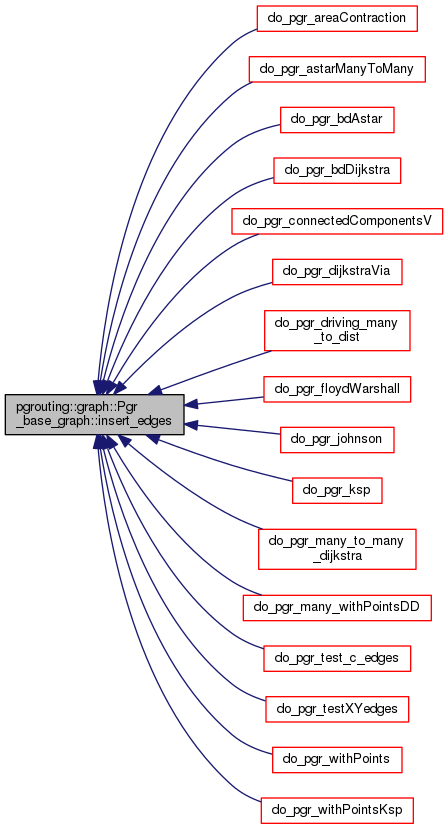 do_pgr_areaContraction
do_pgr_astarManyToMany
do_pgr_bdAstar
do_pgr_bdDijkstra
do_pgr_connectedComponentsV
do_pgr_dijkstraVia
do_pgr_driving_many
_to_dist
do_pgr_floydWarshall
pgrouting::graph::Pgr
_base_graph::insert_edges
do_pgr_johnson
do_pgr_ksp
do_pgr_many_to_many
_dijkstra
do_pgr_many_withPointsDD
do_pgr_test_c_edges
do_pgr_testXYedges
do_pgr_withPoints
do_pgr_withPointsKsp